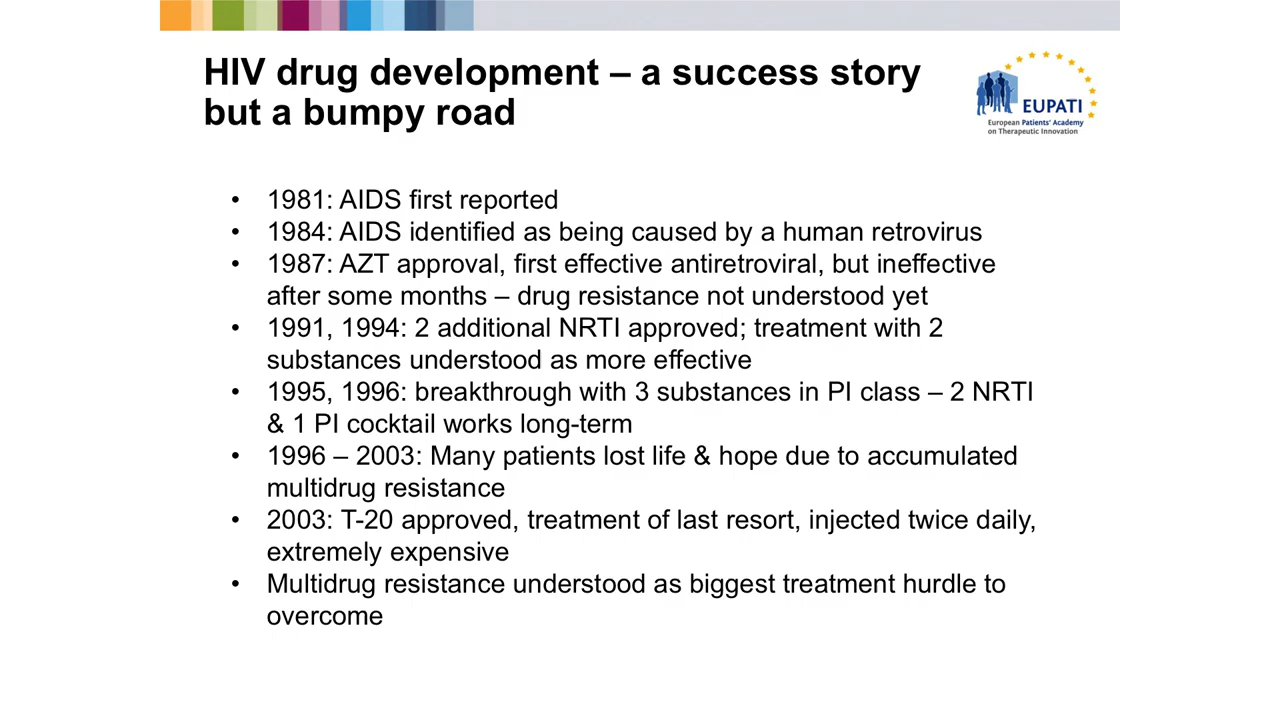 HIV drug development – a success story
but a bumpy road
EUPATI
European Patients' Academy
on Therapeutic Innovation
• 1981: AIDS first reported
• 1984: AIDS identified as being caused by a human retrovirus
• 1987: AZT approval, first effective antiretroviral, but ineffective
after some months – drug resistance not understood yet
• 1991, 1994: 2 additional NRTI approved; treatment with 2
substances understood as more effective
• 1995, 1996: breakthrough with 3 substances in PI class – 2 NRTI
& 1 PI cocktail works long-term
• 1996 – 2003: Many patients lost life & hope due to accumulated
multidrug resistance
• 2003: T-20 approved, treatment of last resort, injected twice daily,
extremely expensive
• Multidrug resistance understood as biggest treatment hurdle to
overcome